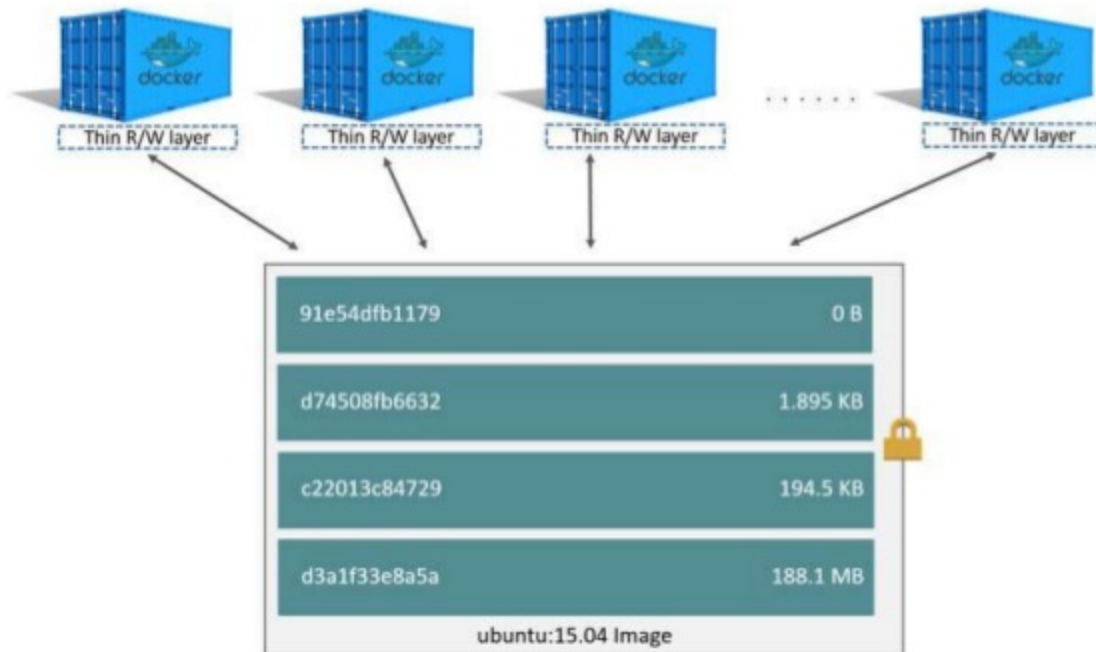 docker docker docker docker
Thin R/W layer Thin R/W layer Thin R/W layer ...... Thin R/W layer
91e54dfb1179 0 B
d74508fb6632 1.895 KB
c22013c84729 194.5 KB
d3a1f33e8a5a 188.1 MB
ubuntu:15.04 Image